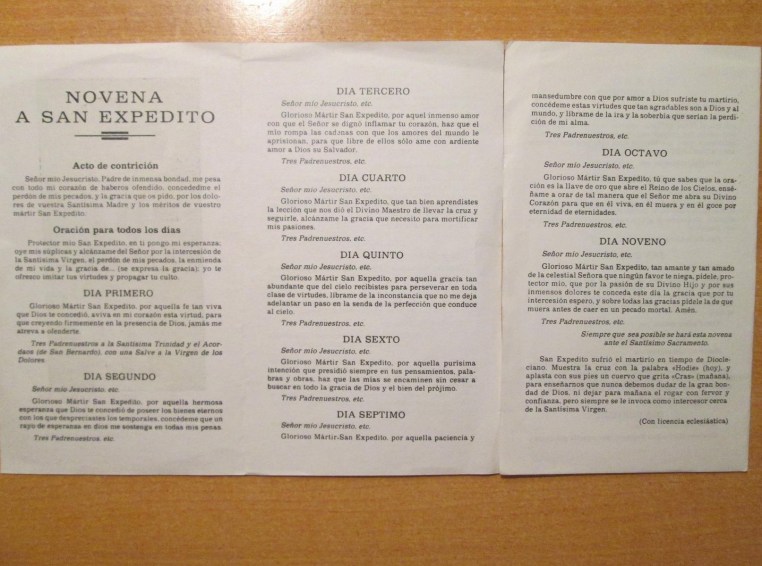 NOVENA
A SAN EXPEDITO
Acto de contrición
Señor mío Jesucristo, Padre de inmensa bondad, me pesa
con todo mi corazón de haberos ofendido, concededme el
perdón de mis pecados, y la gracia que os pido, por los dolo-
res de vuestra Santísima Madre y los méritos de vuestro
mártir San Expedito.
Oración para todos los días
Protector mío San Expedito, en ti pongo mi esperanza;
oye mis súplicas y alcánzame del Señor por la intercesión de
la Santísima Virgen, el perdón de mis pecados, la enmienda
de mi vida y la gracia de... (se expresa la gracia); yo te
ofrezco imitar tus virtudes y propagar tu culto.
DIA PRIMERO
Glorioso Mártir San Expedito, por aquella fe tan viva
que Dios te concedió, aviva en mi corazón esta virtud, para
que creyendo firmemente en la presencia de Dios, jamás me
atreva a ofenderte.
Tres Padrenuestros a la Santísima Trinidad y el Acor-
daos (de San Bernardo), con una Salve a la Virgen de los
Dolores.
DIA SEGUNDO
Señor mío Jesucristo, etc.
Glorioso Mártir San Expedito, por aquella hermosa
esperanza que Dios te concedió de poseer los bienes eternos
con los que despreciastes los temporales, concédeme que un
rayo de esperanza en dios me sostenga en todas mis penas.
Tres Padrenuestros, etc.
DIA TERCERO
Señor mío Jesucristo, etc.
Glorioso Mártir San Expedito, por aquel inmenso amor
con que el Señor se dignó inflamar tu corazón, haz que el
mío rompa las cadenas con que los amores del mundo le
aprisionan, para que libre de ellos sólo ame con ardiente
amor a Dios su Salvador.
Tres Padrenuestros, etc.
DIA CUARTO
Señor mío Jesucristo, etc.
Glorioso Mártir San Expedito, que tan bien aprendistes
la lección que nos dió el Divino Maestro de llevar la cruz y
seguirle, alcánzame la gracia que necesito para mortificar
mis pasiones.
Tres Padrenuestros, etc.
DIA QUINTO
Señor mío Jesucristo, etc.
Glorioso Mártir San Expedito, por aquella gracia tan
abundante que del cielo recibistes para perseverar en toda
clase de virtudes, líbrame de la inconstancia que no me deja
adelantar un paso en la senda de la perfección que conduce
al cielo.
Tres Padrenuestros, etc.
DIA SEXTO
Señor mío Jesucristo, etc.
Glorioso Mártir San Expedito, por aquella purísima
intención que presidió siempre en tus pensamientos, pala-
bras y obras, haz que las mías se encaminen sin cesar a
buscar en todo la gracia de Dios y el bien del prójimo.
Tres Padrenuestros, etc.
DIA SEPTIMO
Señor mío Jesucristo, etc.
Glorioso Mártir San Expedito, por aquella paciencia y
mansedumbre con que por amor a Dios sufriste tu martirio,
concédeme estas virtudes que tan agradables son a Dios y al
mundo, y líbrame de la ira y la soberbia que serían la perdi-
ción de mi alma.
Tres Padrenuestros, etc.
DIA OCTAVO
Señor mío Jesucristo, etc.
Glorioso Mártir San Expedito, tú que sabes que la ora-
ción es la llave de oro que abre el Reino de los Cielos, ensé-
ñame a orar de tal manera que el Señor me abra su Divino
Corazón para que en él viva, en él muera y en él goce por
eternidad de eternidades.
Tres Padrenuestros, etc.
DIA NOVENO
Señor mío Jesucristo, etc.
Glorioso Mártir San Expedito, tan amante y tan amado
de la celestial Señora que ningún favor te niega, pídele, pro-
tector mío, que por la pasión de su Divino Hijo y por sus
inmensos dolores te conceda este día la gracia que por tu
intercesión espero, y sobre todas las gracias pídela la de que
muera antes de caer en un pecado mortal. Amén.
Tres Padrenuestros, etc.
Siempre que sea posible se hará esta novena
ante el Santísimo Sacramento.
San Expedito sufrió el martirio en tiempo de Diocle-
ciano. Muestra la cruz con la palabra «Hodie» (hoy), y
aplasta con sus pies un cuervo que grita «Cras» (mañana),
para enseñarnos que nunca debemos dudar de la gran bon-
dad de Dios, ni dejar para mañana el rogar con fervor y
confianza, pero siempre se le invoca como intercesor cerca
de la Santísima Virgen.
(Con licencia eclesiástica)